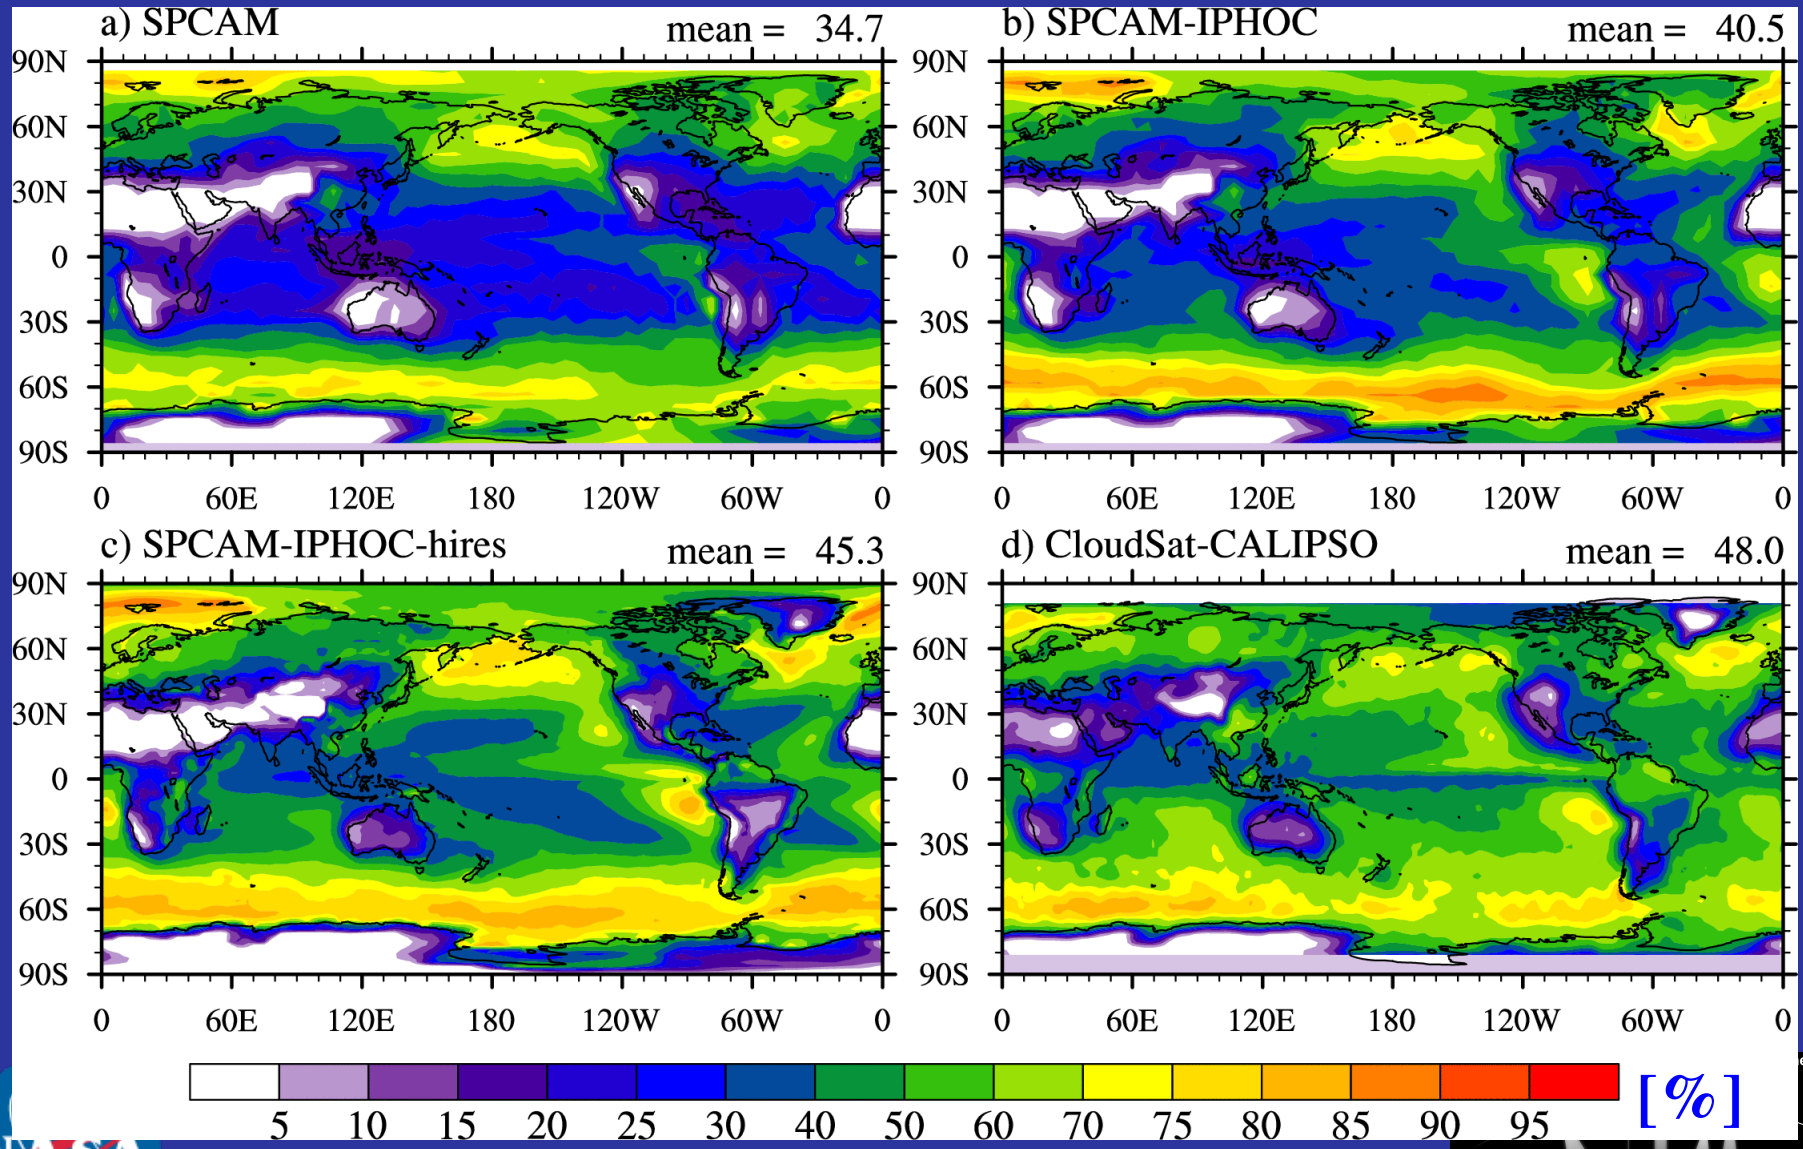 a) SPCAM mean = 34.7
90N
60N
30N
0
30S
60S
90S
0 60E 120E 180 120W 60W 0
b) SPCAM-IPHOC mean = 40.5
90N
60N
30N
0
30S
60S
90S
0 60E 120E 180 120W 60W 0
c) SPCAM-IPHOC-hires mean = 45.3
90N
60N
30N
0
30S
60S
90S
0 60E 120E 180 120W 60W 0
d) CloudSat-CALIPSO mean = 48.0
90N
60N
30N
0
30S
60S
90S
0 60E 120E 180 120W 60W 0
5 10 15 20 25 30 40 50 60 70 75 80 85 90 95 [%]